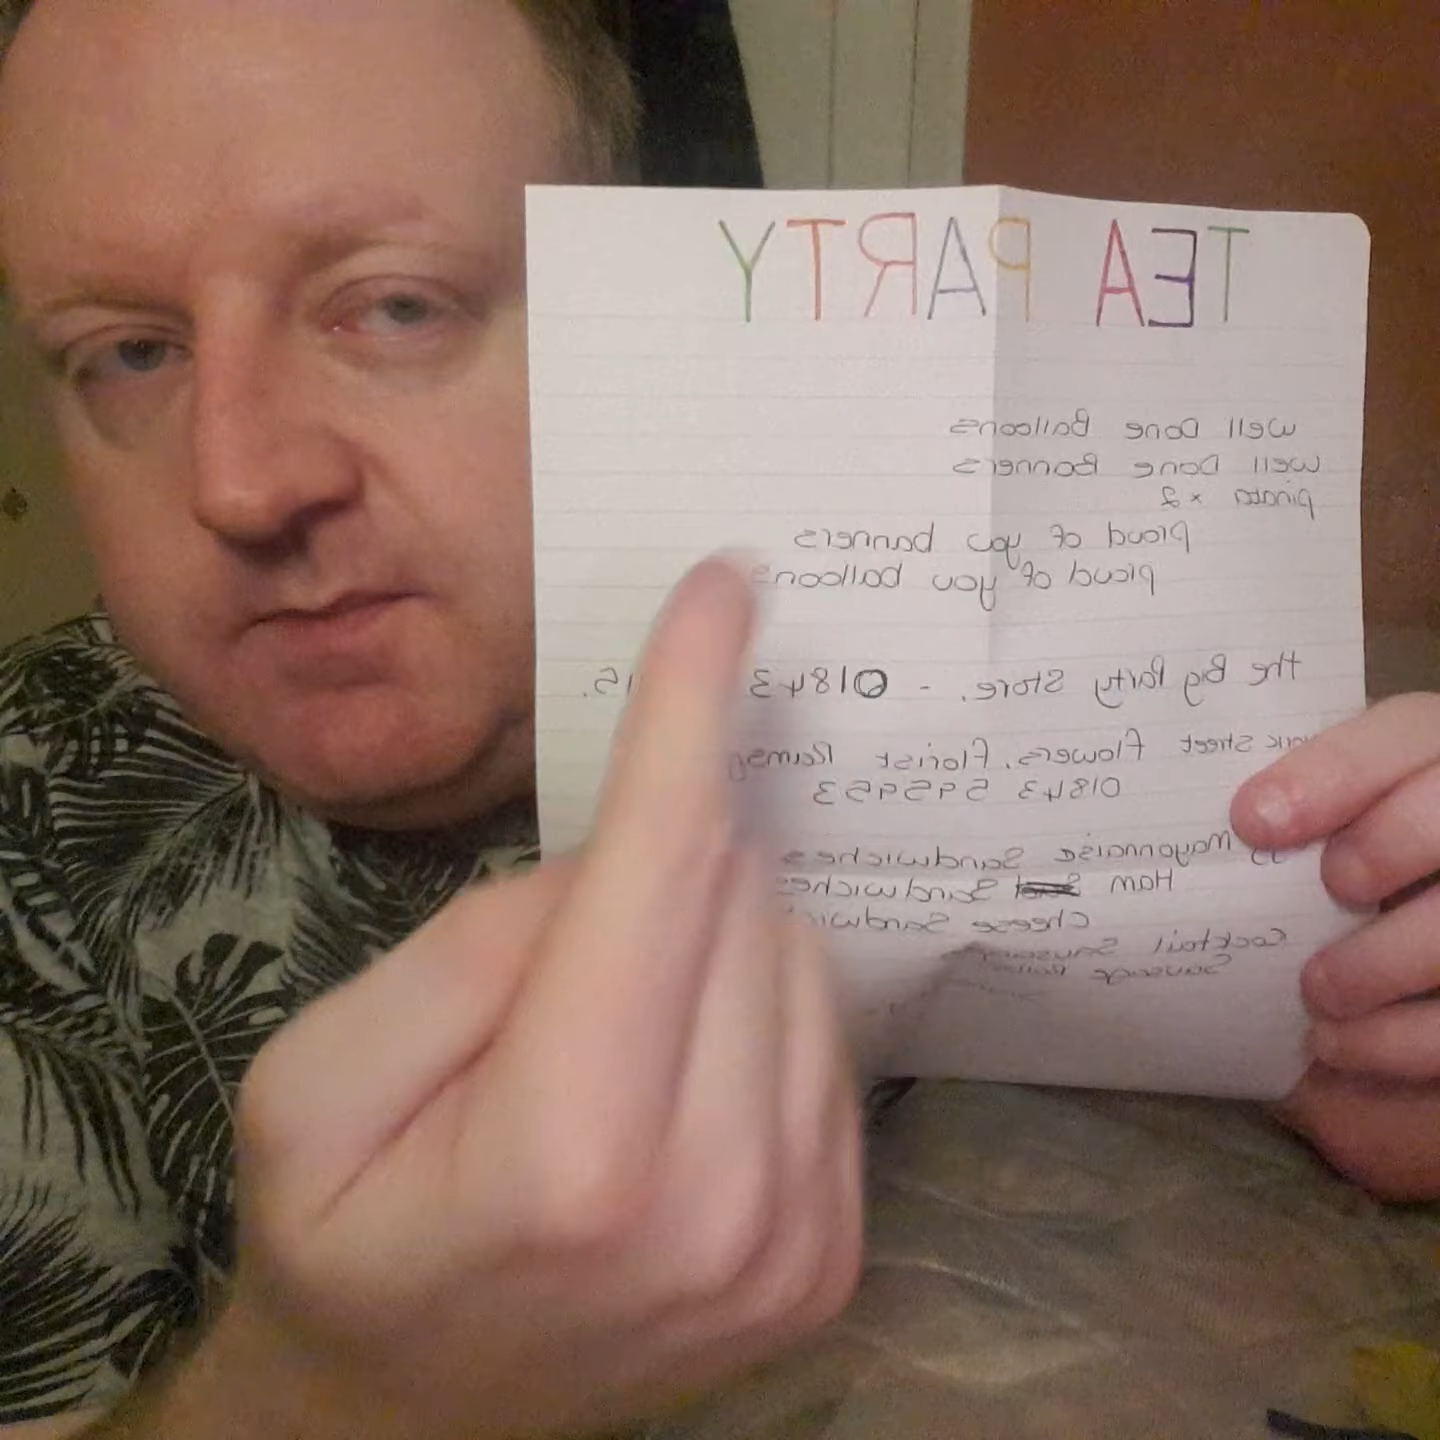 TEA PARTY
Well Done Balloons
Well Done Banners
pinata x 2
proud of you banners
proud of you balloons
the Big Party Store. - 01843
Street Flowers. Florist
01843 595953
Mayonnaise Sandwiches
Ham Sandwiches
Cheese
Cocktail
Sausage